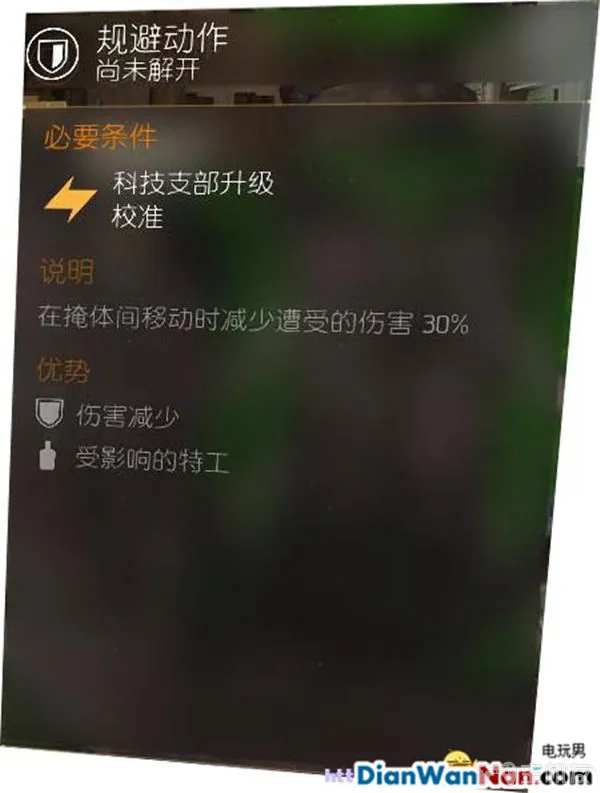 规避动作
尚未解开
必要条件
科技支部升级
校准
说明
在掩体间移动时减少遭受的伤害 30%
优势
伤害减少
受影响的特工
电玩男
DianWanNan.com